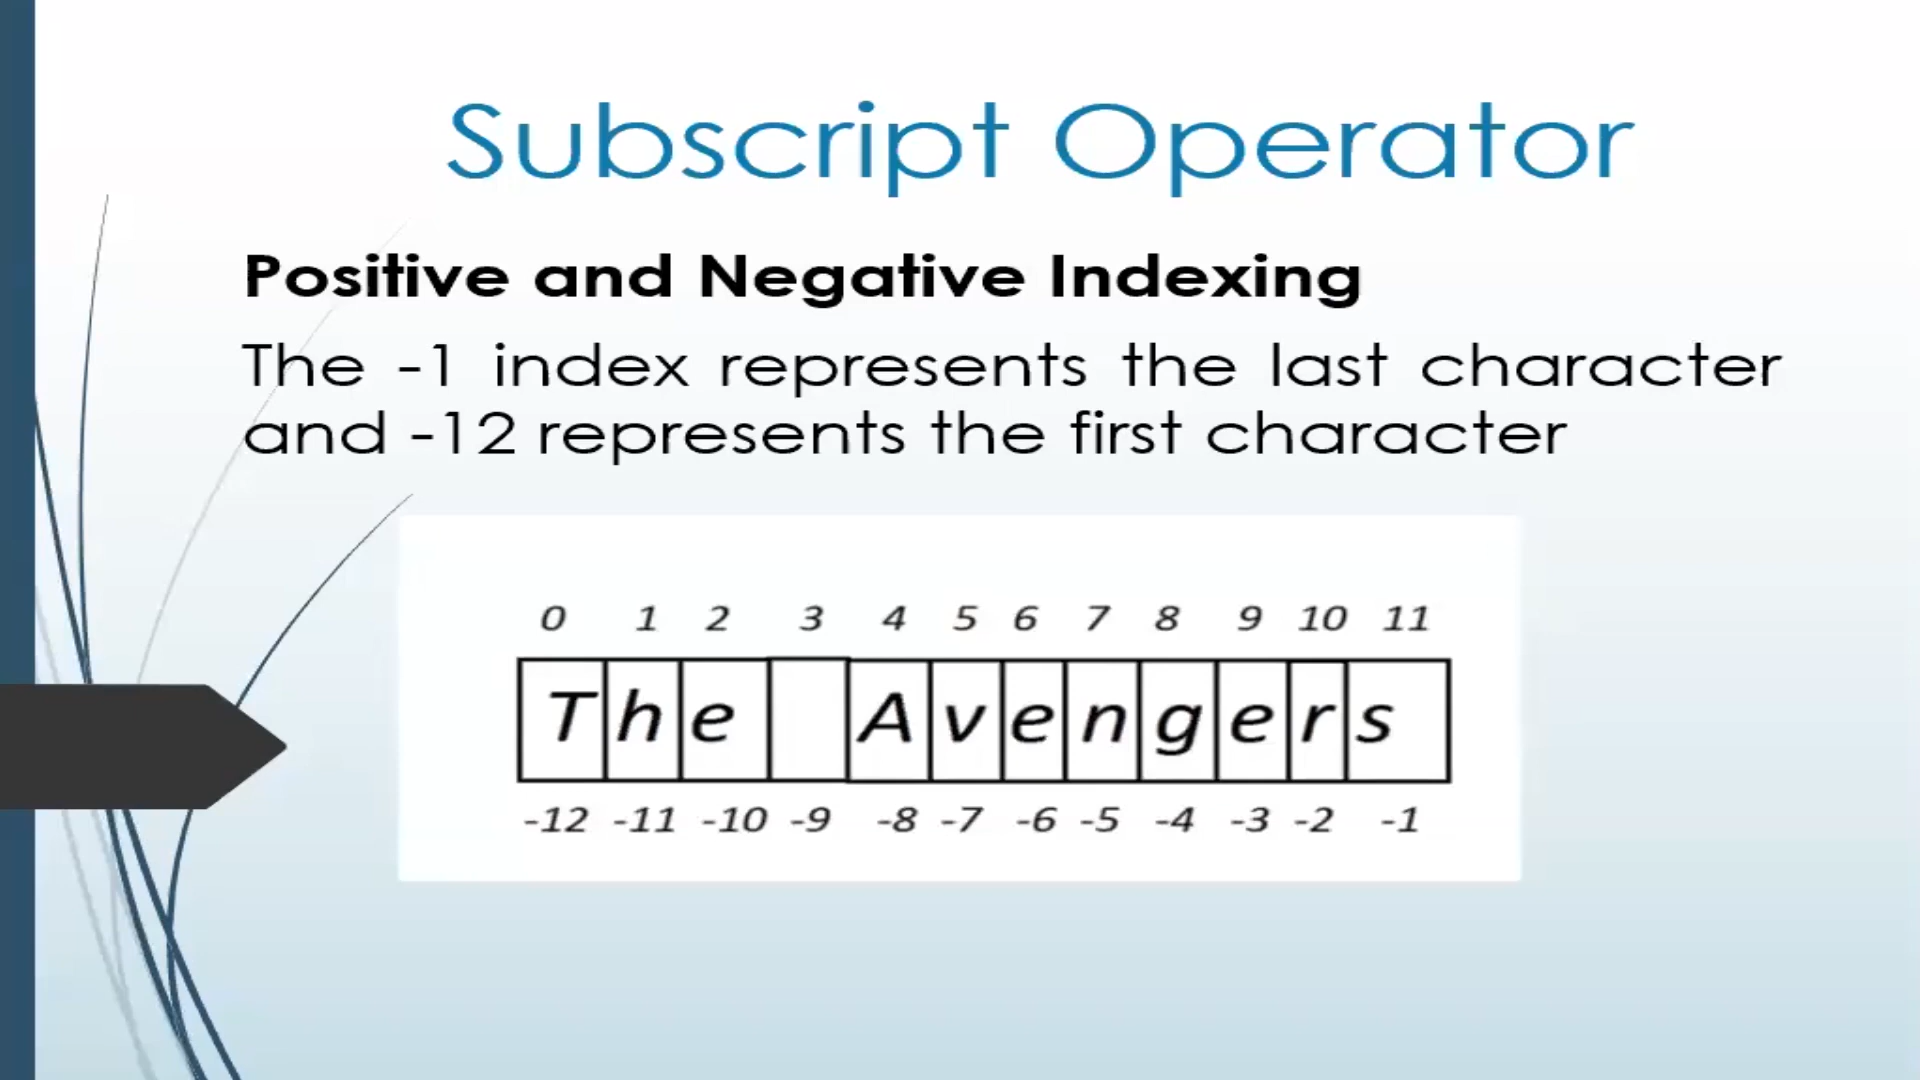 Subscript Operator
Positive and Negative Indexing
The -1 index represents the last character
and -12 represents the first character
0 1 2 3 4 5 6 7 8 9 10 11
T h e A v e n g e r s
-12 -11 -10 -9 -8 -7 -6 -5 -4 -3 -2 -1